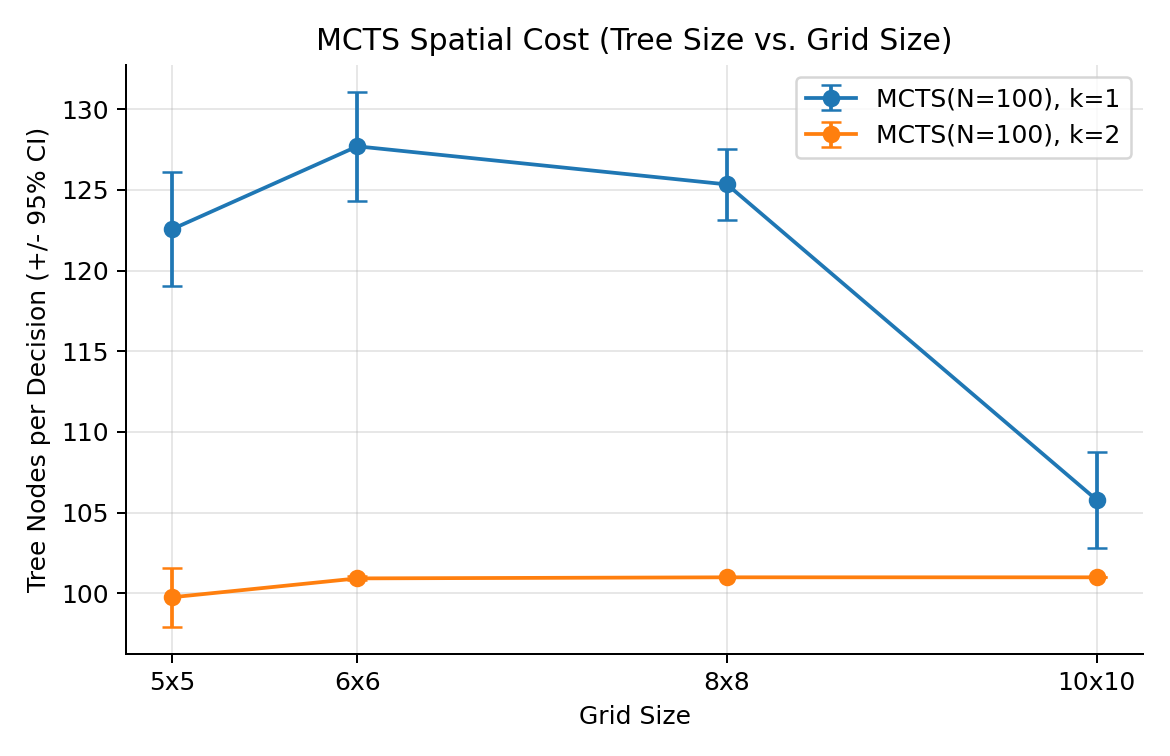 MCTS Spatial Cost (Tree Size vs. Grid Size)
MCTS(N=100), k=1
MCTS(N=100), k=2
Tree Nodes per Decision (+/- 95% CI)
130
125
120
115
110
105
100
5x5 6x6 8x8 10x10
Grid Size